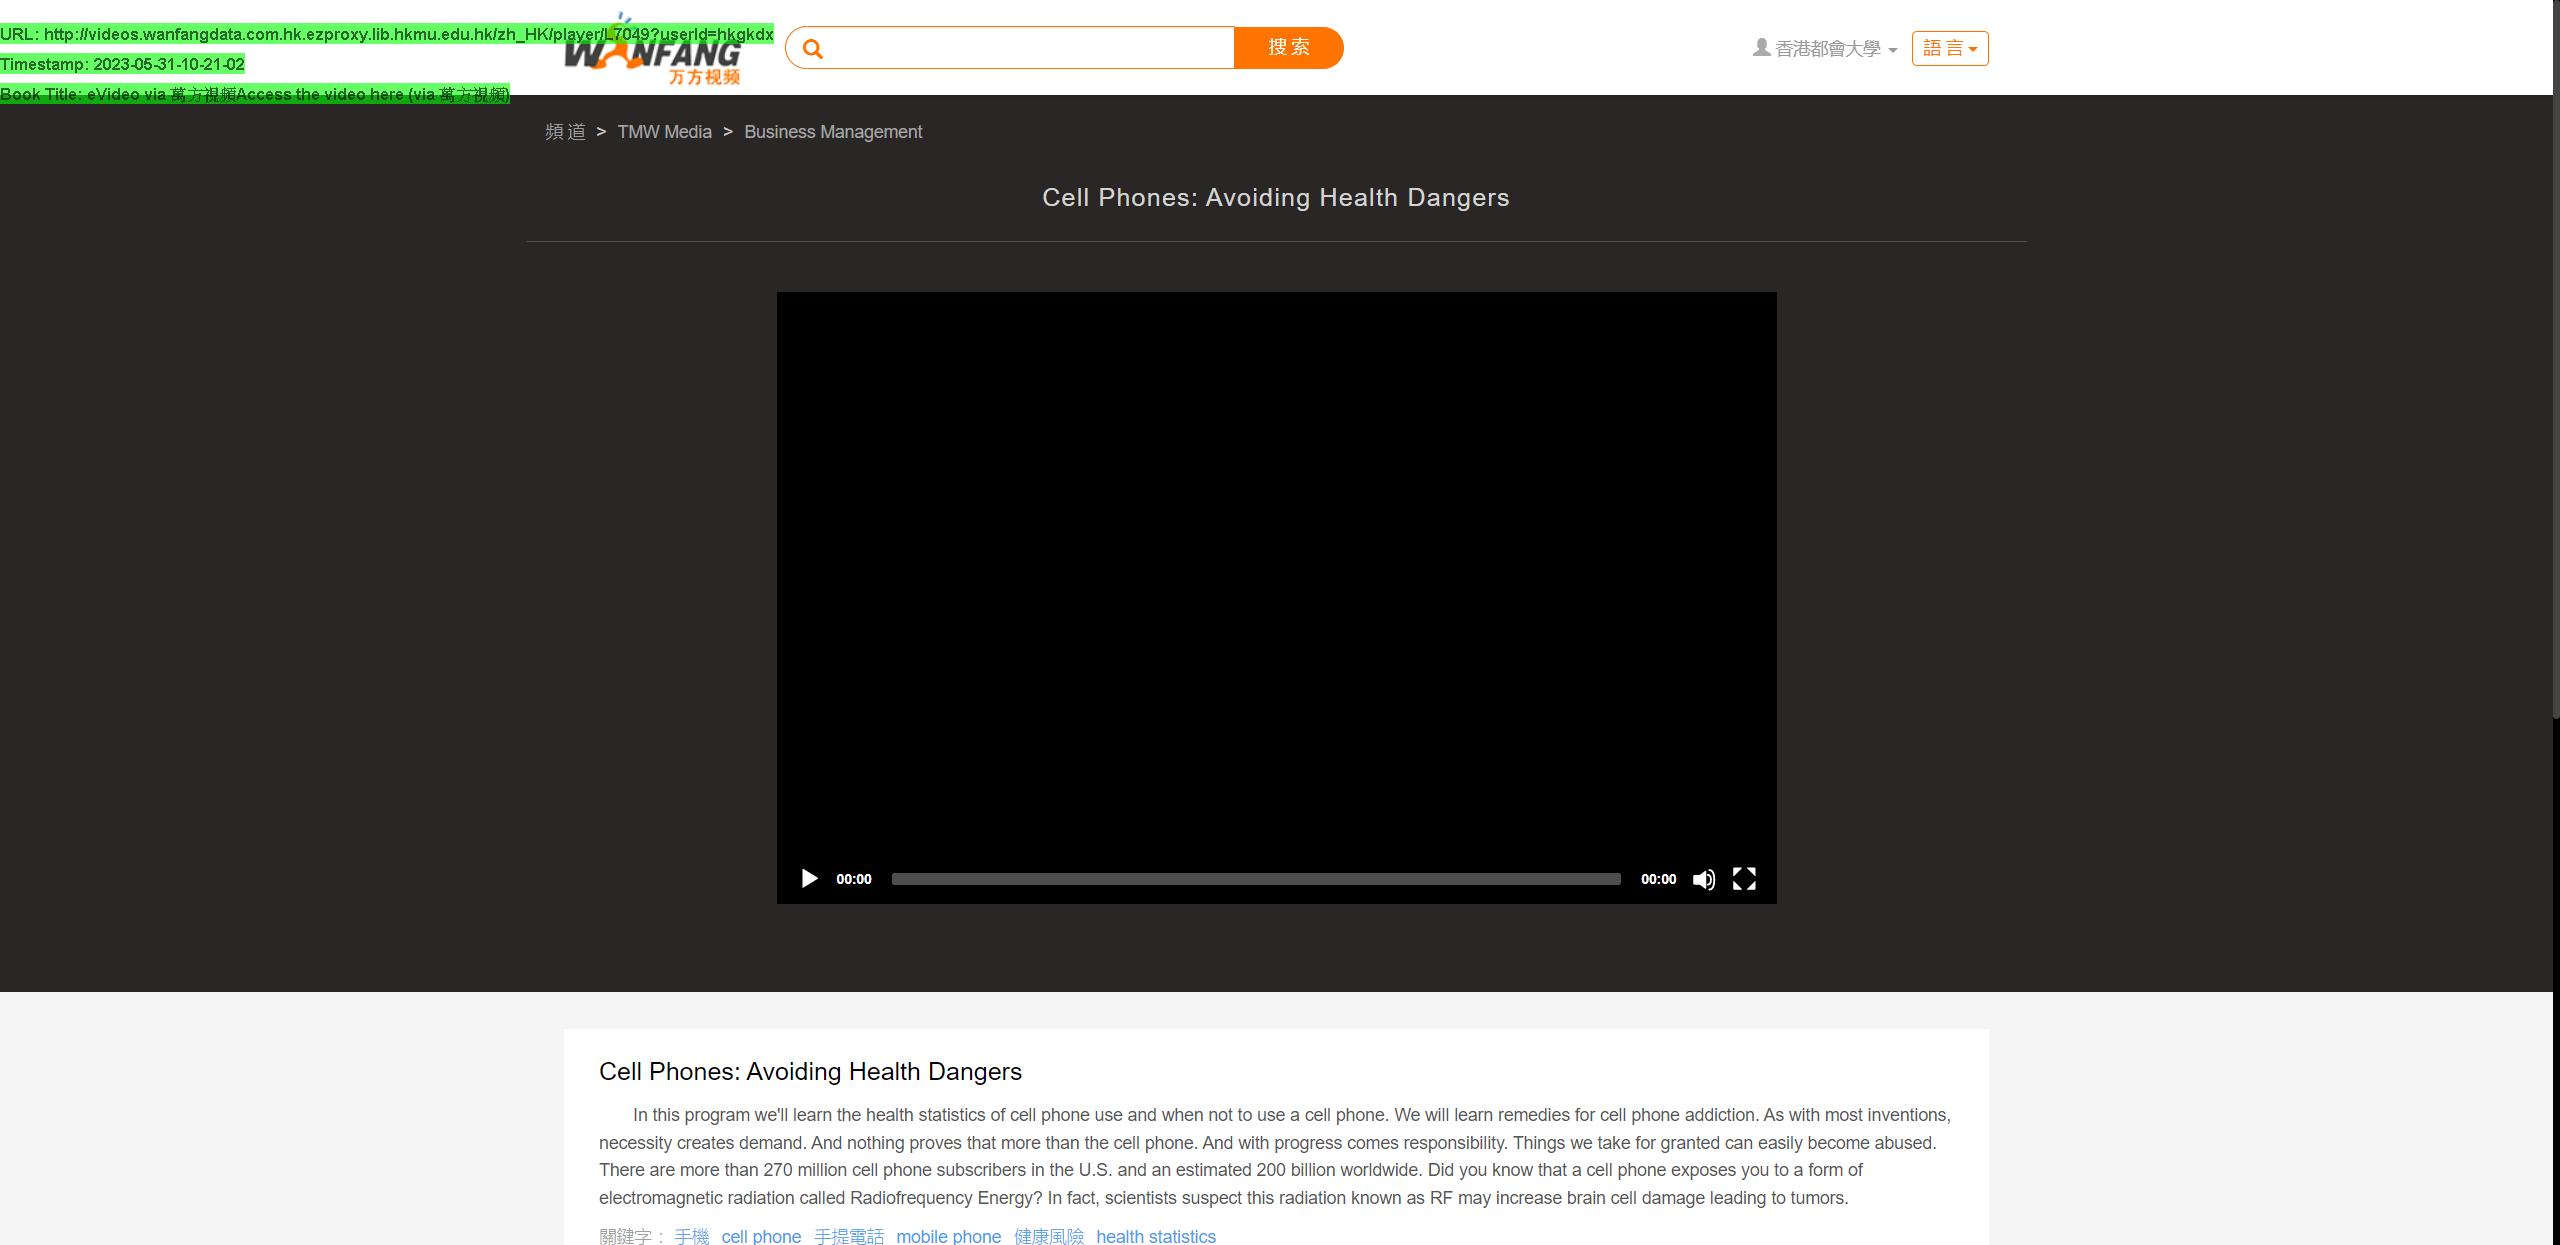 URL: http://videos.wanfangdata.com.hk.ezproxy.lib.hkmu.edu.hk/zh_HK/player/L7049?userId=hkgkdx
Timestamp: 2023-05-31-10-21-02
Book Title: eVideo via 萬方視頻Access the video here (via 萬方視頻)
WANFANG
万方视频
搜索
香港都會大學
語言
頻道 > TMW Media > Business Management
Cell Phones: Avoiding Health Dangers
00:00
00:00
Cell Phones: Avoiding Health Dangers
In this program we'll learn the health statistics of cell phone use and when not to use a cell phone. We will learn remedies for cell phone addiction. As with most inventions,
necessity creates demand. And nothing proves that more than the cell phone. And with progress comes responsibility. Things we take for granted can easily become abused.
There are more than 270 million cell phone subscribers in the U.S. and an estimated 200 billion worldwide. Did you know that a cell phone exposes you to a form of
electromagnetic radiation called Radiofrequency Energy? In fact, scientists suspect this radiation known as RF may increase brain cell damage leading to tumors.
關鍵字： 手機 cell phone 手提電話 mobile phone 健康風險 health statistics